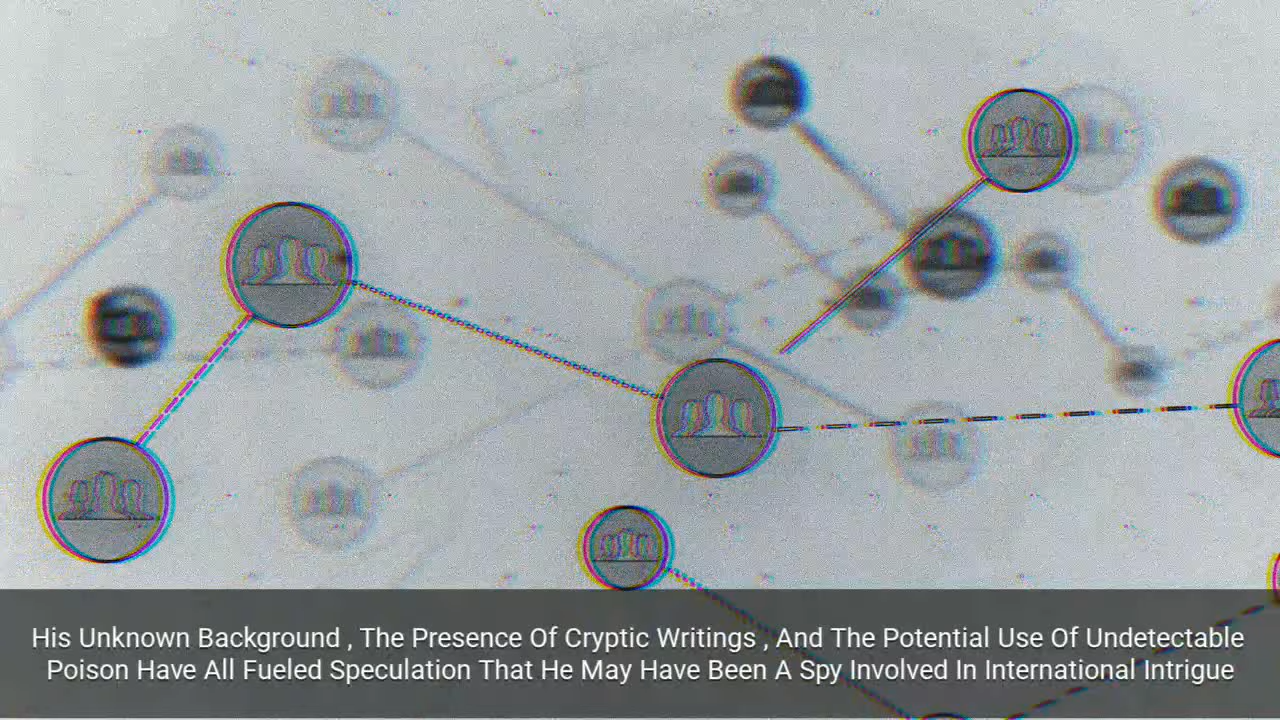 His Unknown Background , The Presence Of Cryptic Writings , And The Potential Use Of Undetectable
Poison Have All Fueled Speculation That He May Have Been A Spy Involved In International Intrigue